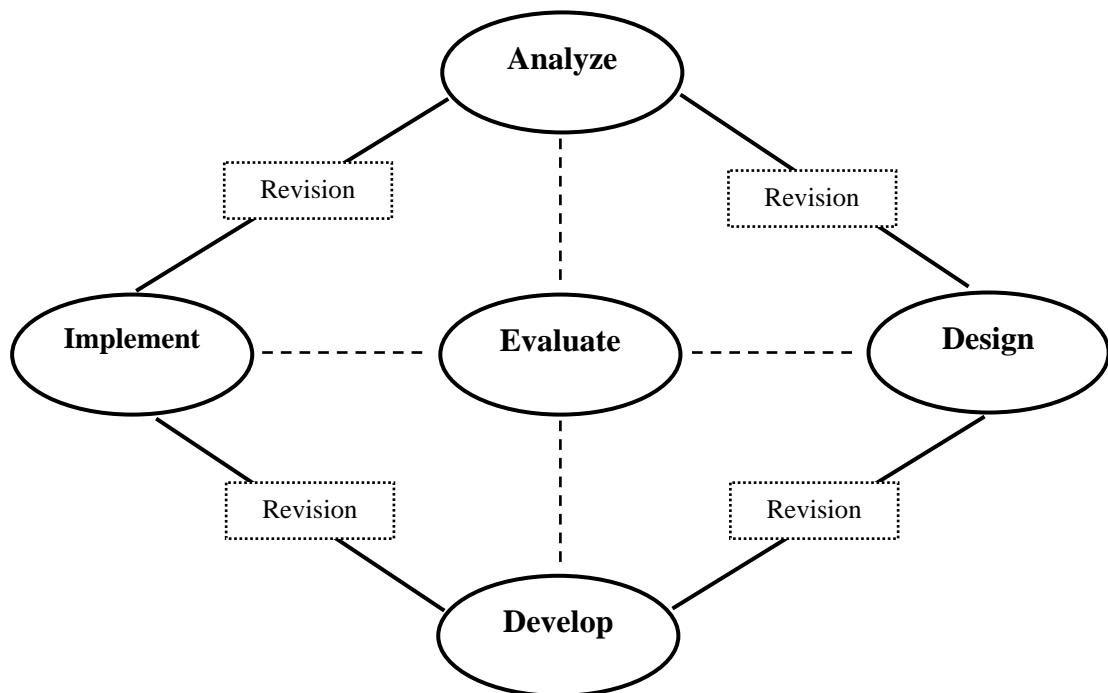 Analyze
Revision
Revision
Implement
Evaluate
Design
Revision
Revision
Develop